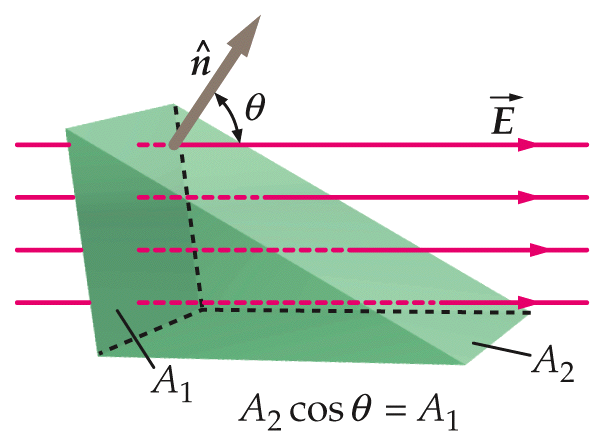 n̂
θ
E⃗
A₁
A₂
A₂ cos θ = A₁